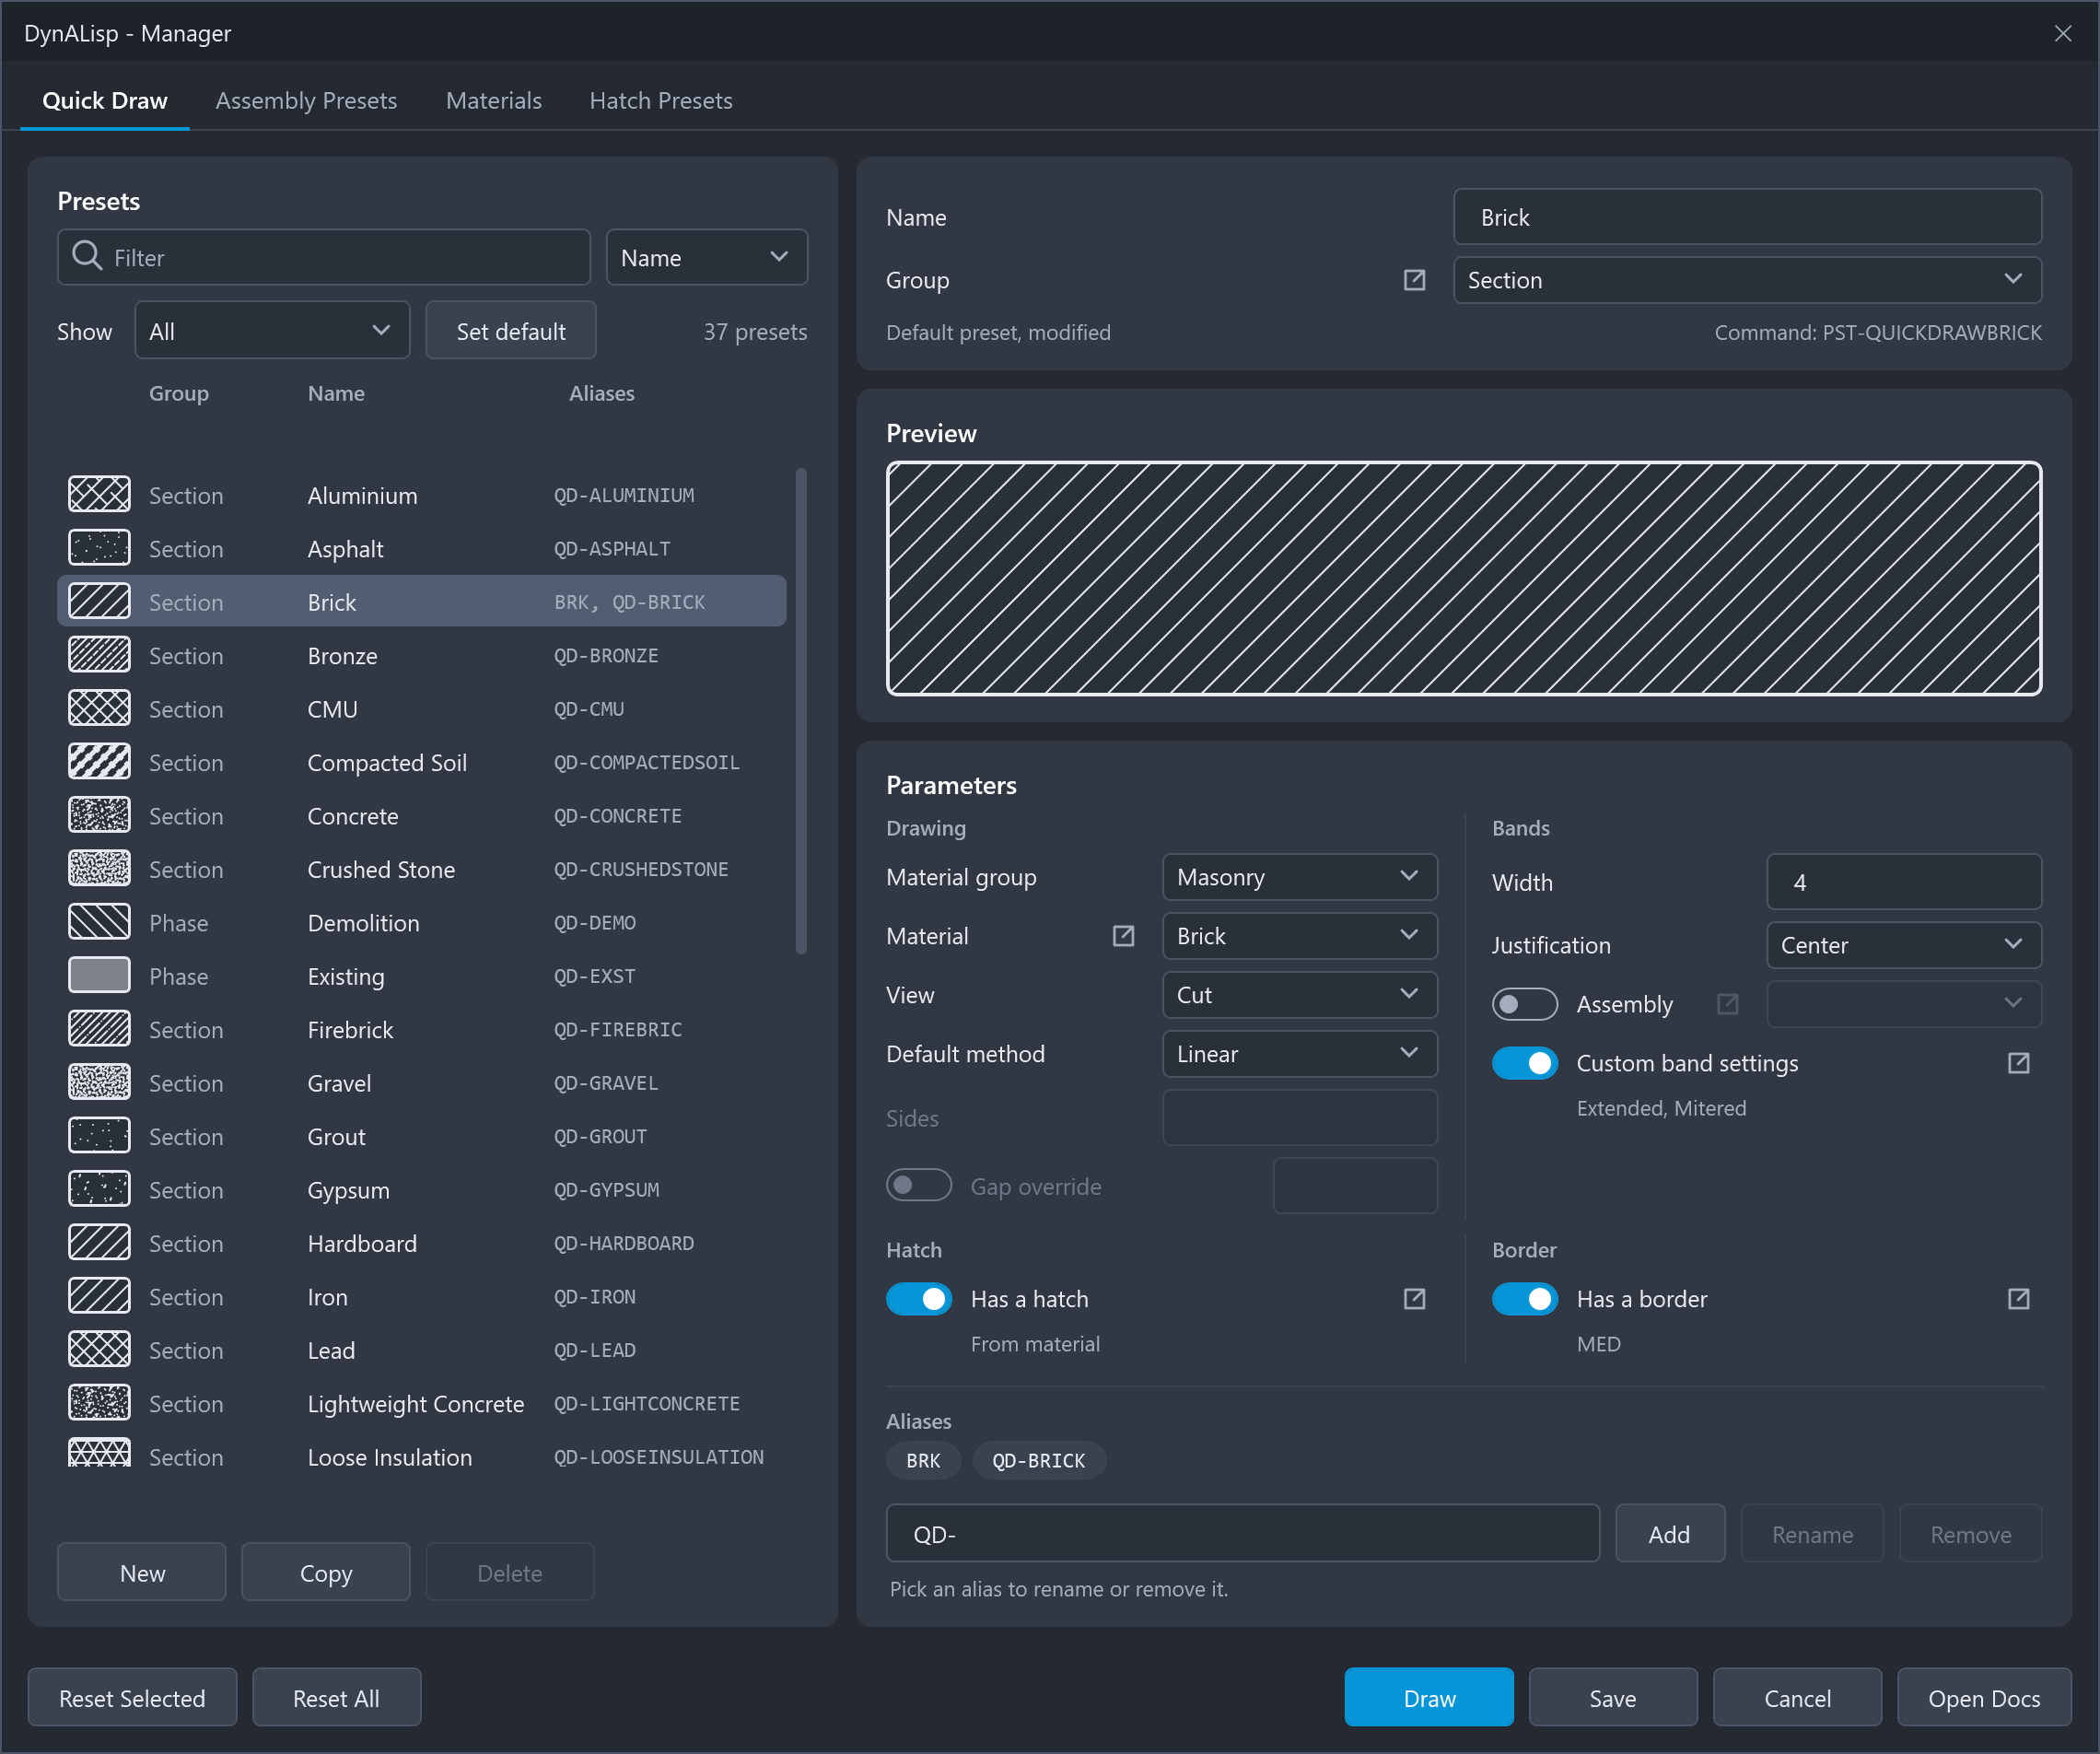 DynALisp - Manager
Quick Draw Assembly Presets Materials Hatch Presets
Presets
Filter Name
Show All Set default 37 presets
Group Name Aliases
Section Aluminium QD-ALUMINIUM
Section Asphalt QD-ASPHALT
Section Brick BRK, QD-BRICK
Section Bronze QD-BRONZE
Section CMU QD-CMU
Section Compacted Soil QD-COMPACTEDSOIL
Section Concrete QD-CONCRETE
Section Crushed Stone QD-CRUSHEDSTONE
Phase Demolition QD-DEMO
Phase Existing QD-EXST
Section Firebrick QD-FIREBRIC
Section Gravel QD-GRAVEL
Section Grout QD-GROUT
Section Gypsum QD-GYPSUM
Section Hardboard QD-HARDBOARD
Section Iron QD-IRON
Section Lead QD-LEAD
Section Lightweight Concrete QD-LIGHTCONCRETE
Section Loose Insulation QD-LOOSEINSULATION
New Copy Delete
Name Brick
Group Section
Default preset, modified Command: PST-QUICKDRAWBRICK
Preview
Parameters
Drawing
Material group Masonry
Material Brick
View Cut
Default method Linear
Sides
Gap override
Bands
Width 4
Justification Center
Assembly
Custom band settings
Extended, Mitered
Hatch
Has a hatch
From material
Border
Has a border
MED
Aliases
BRK QD-BRICK
QD- Add Rename Remove
Pick an alias to rename or remove it.
Reset Selected Reset All Draw Save Cancel Open Docs